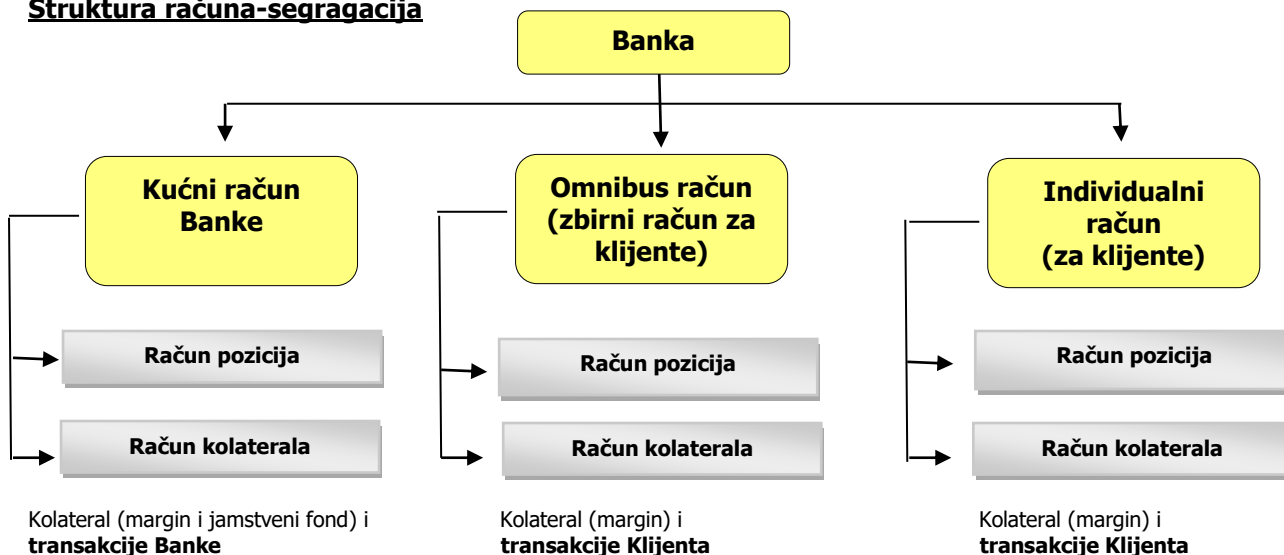 Struktura računa-segragacija
Banka
Kućni račun
Banke
Omnibus račun
(zbirni račun za
klijente)
Individualni
račun
(za klijente)
Račun pozicija
Račun pozicija
Račun pozicija
Račun kolaterala
Račun kolaterala
Račun kolaterala
Kolateral (margin i jamstveni fond) i
transakcije Banke
Kolateral (margin) i
transakcije Klijenta
Kolateral (margin) i
transakcije Klijenta